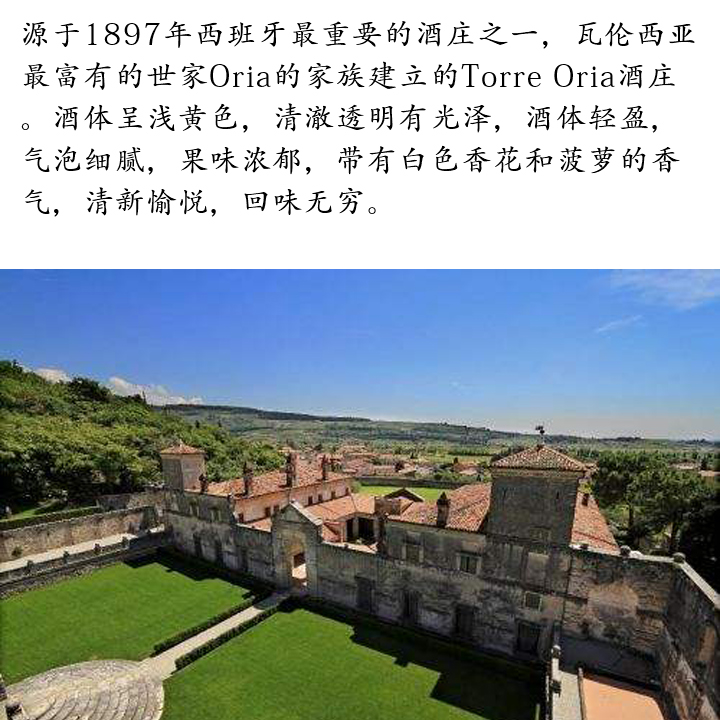 源于1897年西班牙最重要的酒庄之一，瓦伦西亚
最富有的世家Oria的家族建立的Torre Oria酒庄
。酒体呈浅黄色，清澈透明有光泽，酒体轻盈，
气泡细腻，果味浓郁，带有白色香花和菠萝的香
气，清新愉悦，回味无穷。